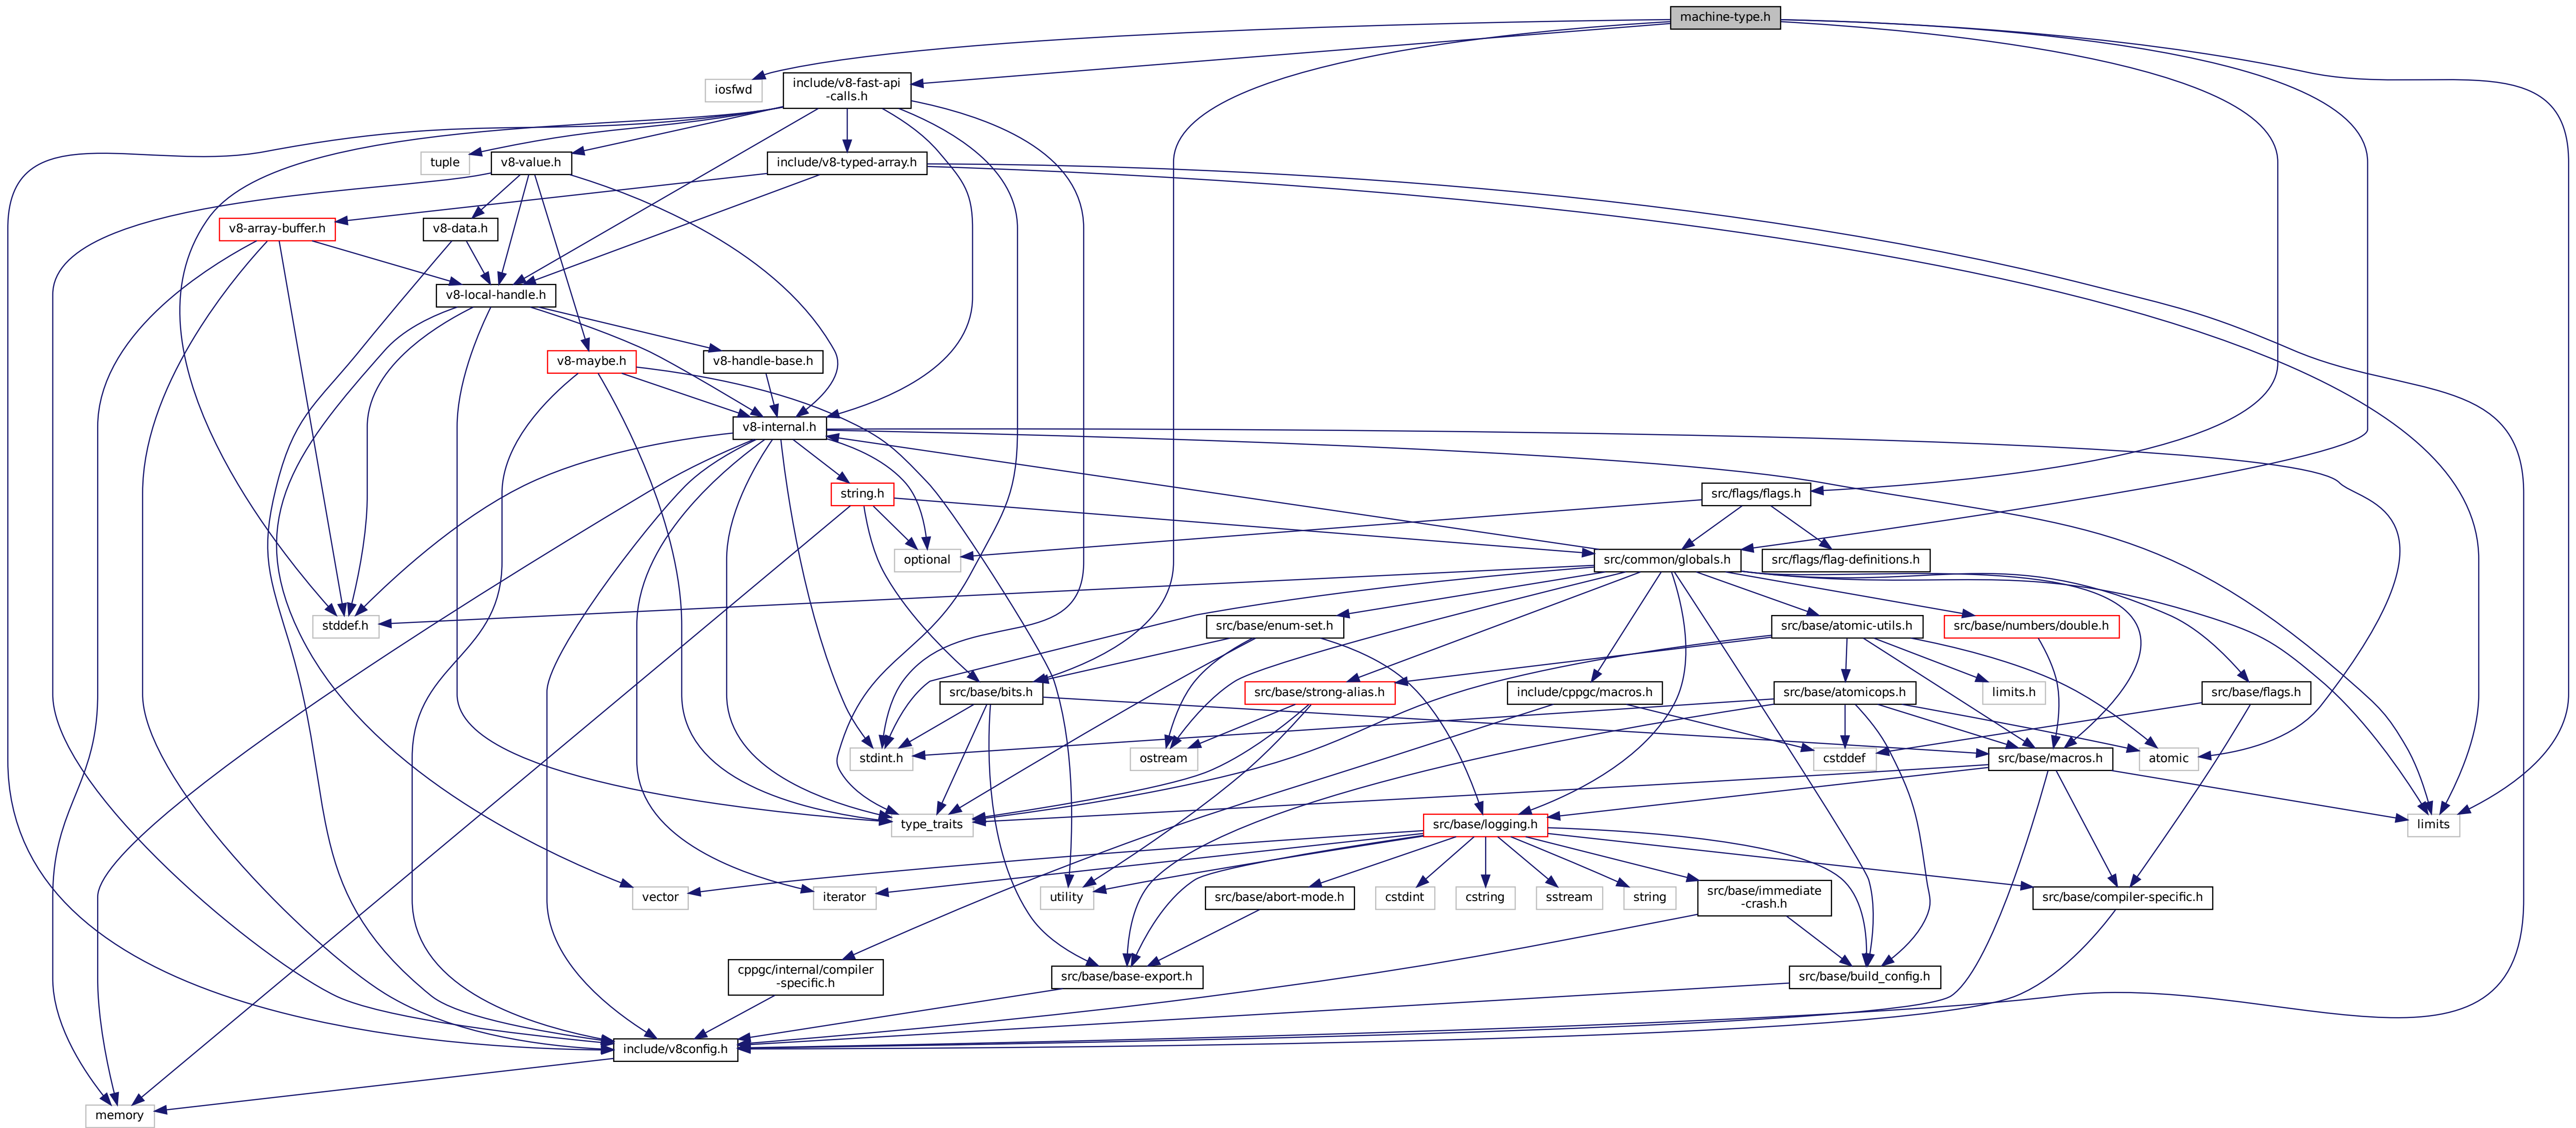 machine-type.h
iosfwd
include/v8-fast-api
-calls.h
tuple
v8-value.h
include/v8-typed-array.h
v8-array-buffer.h
v8-data.h
v8-local-handle.h
v8-maybe.h
v8-handle-base.h
v8-internal.h
string.h
src/flags/flags.h
optional
src/common/globals.h
src/flags/flag-definitions.h
stddef.h
src/base/enum-set.h
src/base/atomic-utils.h
src/base/numbers/double.h
src/base/bits.h
src/base/strong-alias.h
include/cppgc/macros.h
src/base/atomicops.h
limits.h
src/base/flags.h
stdint.h
ostream
cstddef
src/base/macros.h
atomic
type_traits
src/base/logging.h
limits
vector
iterator
utility
src/base/abort-mode.h
cstdint
cstring
sstream
string
src/base/immediate
-crash.h
src/base/compiler-specific.h
cppgc/internal/compiler
-specific.h
src/base/base-export.h
src/base/build_config.h
include/v8config.h
memory